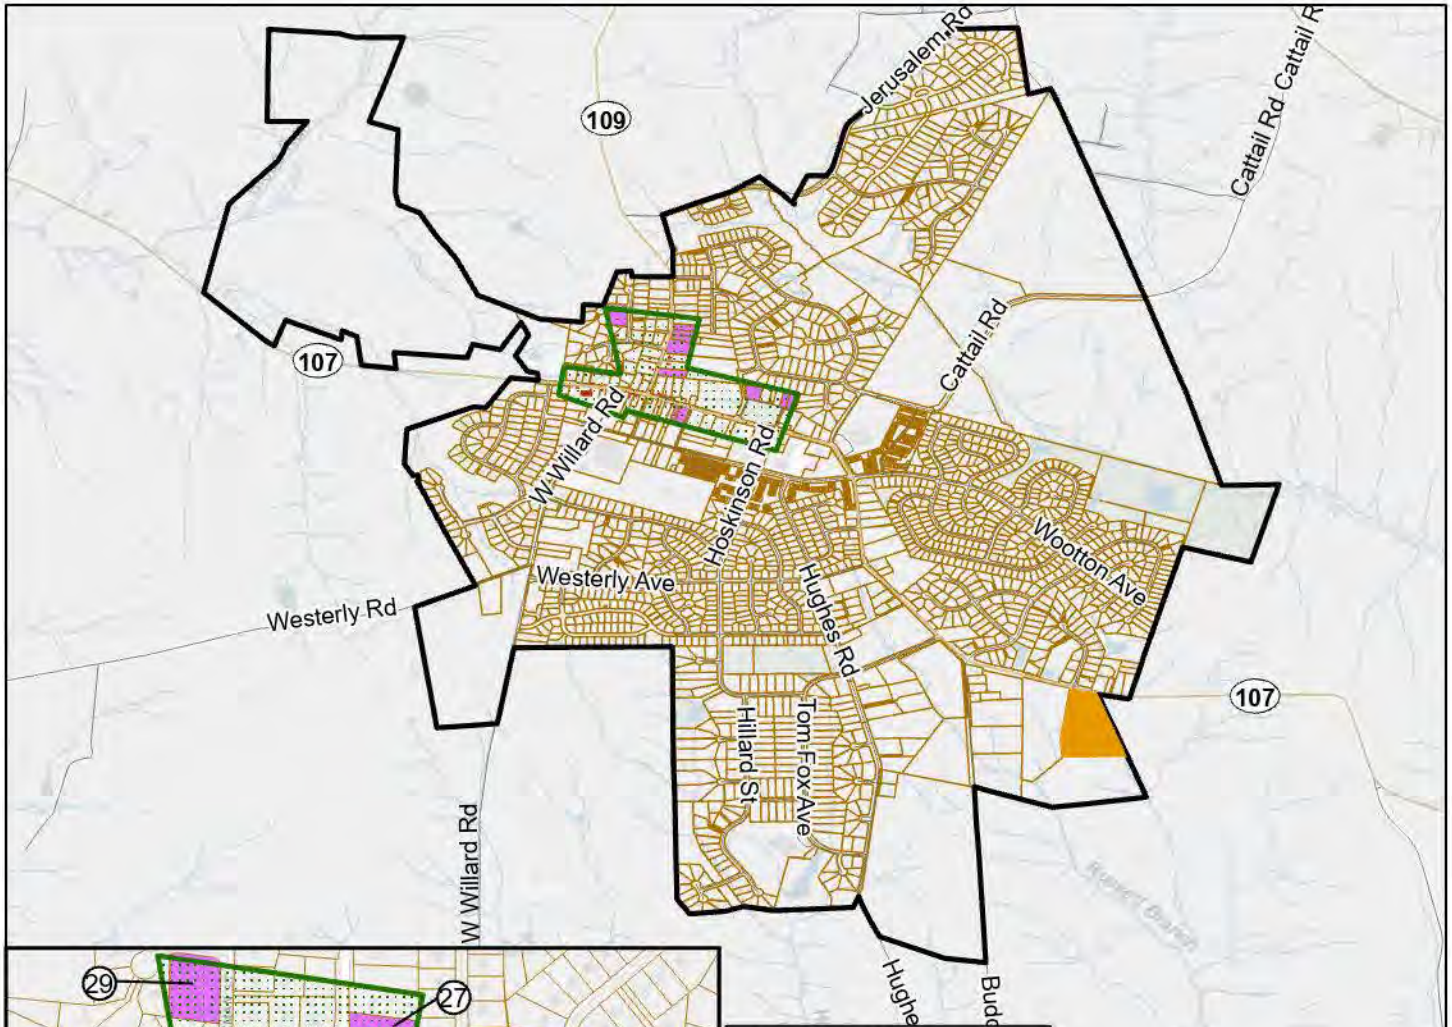 Jerusalem Rd
Cattail R
Cattail Rd
109
107
Cattail Rd
W Willard Rd
Hoskinson Rd
Wootton Ave
Westerly Ave
Westerly Rd
Hughes Rd
107
Hillard St
Tom Fox Ave
W Willard Rd
Hughe
Budd
29
27